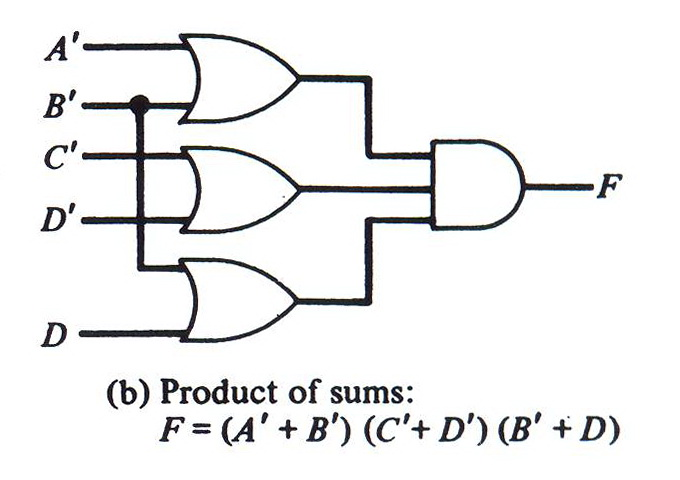 A'
B'
C'
D'
F
D
(b) Product of sums:
F = (A' + B') (C'+ D') (B' + D)